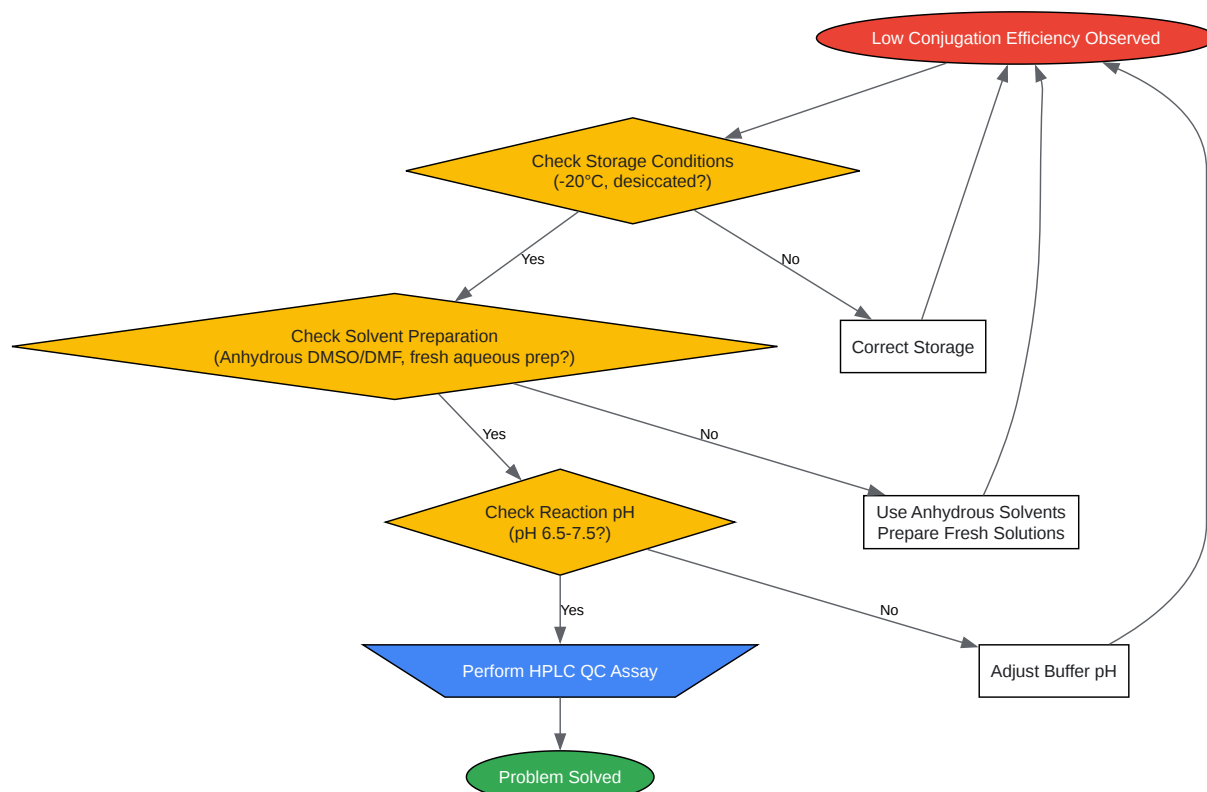 Low Conjugation Efficiency Observed
Check Storage Conditions
(-20°C, desiccated?)
Yes
No
Check Solvent Preparation
(Anhydrous DMSO/DMF, fresh aqueous prep?)
Correct Storage
Yes
No
Check Reaction pH
(pH 6.5-7.5?)
Use Anhydrous Solvents
Prepare Fresh Solutions
Yes
No
Perform HPLC QC Assay
Adjust Buffer pH
Problem Solved